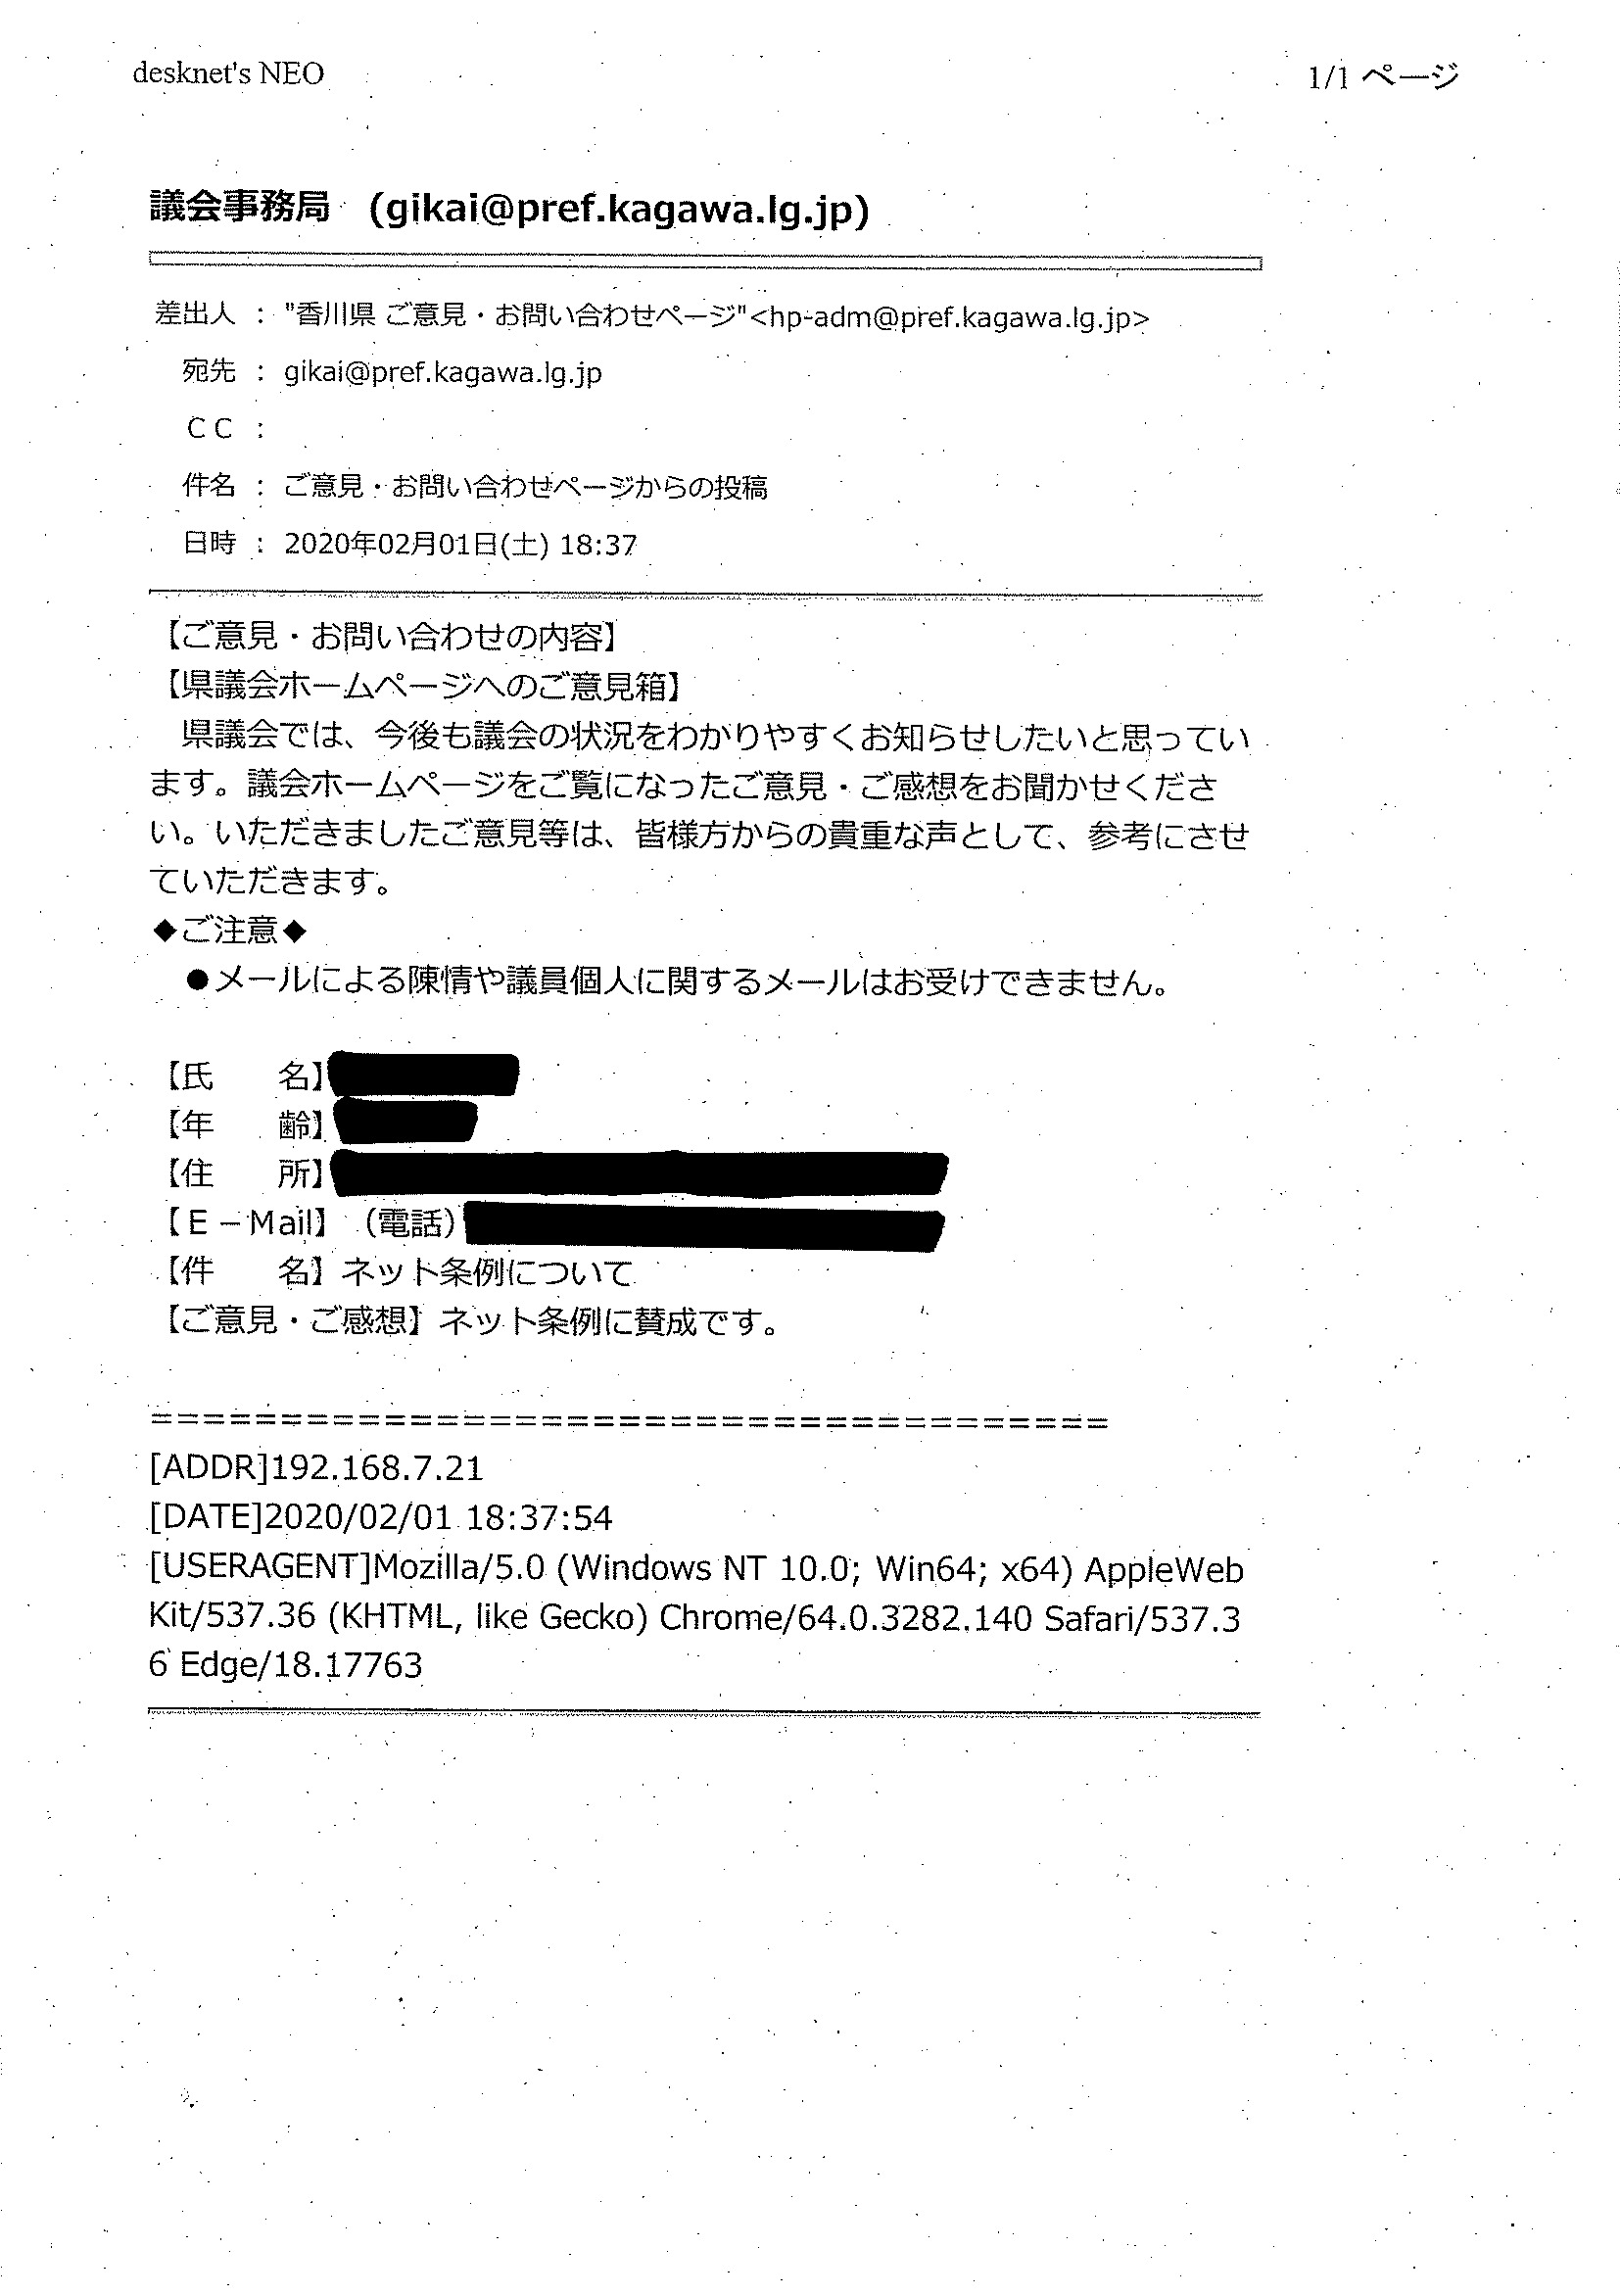 desknet's NEO
1/1 ページ
議会事務局 (gikai@pref.kagawa.lg.jp)
差出人 : "香川県 ご意見・お問い合わせページ"<hp-adm@pref.kagawa.lg.jp>
宛先 : gikai@pref.kagawa.lg.jp
CC :
件名 : ご意見・お問い合わせページからの投稿
日時 : 2020年02月01日(土) 18:37
【ご意見・お問い合わせの内容】
【県議会ホームページへのご意見箱】
県議会では、今後も議会の状況をわかりやすくお知らせしたいと思ってい
ます。議会ホームページをご覧になったご意見・ご感想をお聞かせくださ
い。いただきましたご意見等は、皆様方からの貴重な声として、参考にさせ
ていただきます。
◆ご注意◆
●メールによる陳情や議員個人に関するメールはお受けできません。
【氏　　名】
【年　　齢】
【住　　所】
【E－Mail】（電話）
【件　　名】ネット条例について
【ご意見・ご感想】ネット条例に賛成です。
=====================================
[ADDR]192.168.7.21
[DATE]2020/02/01 18:37:54
[USERAGENT]Mozilla/5.0 (Windows NT 10.0; Win64; x64) AppleWeb
Kit/537.36 (KHTML, like Gecko) Chrome/64.0.3282.140 Safari/537.3
6 Edge/18.17763